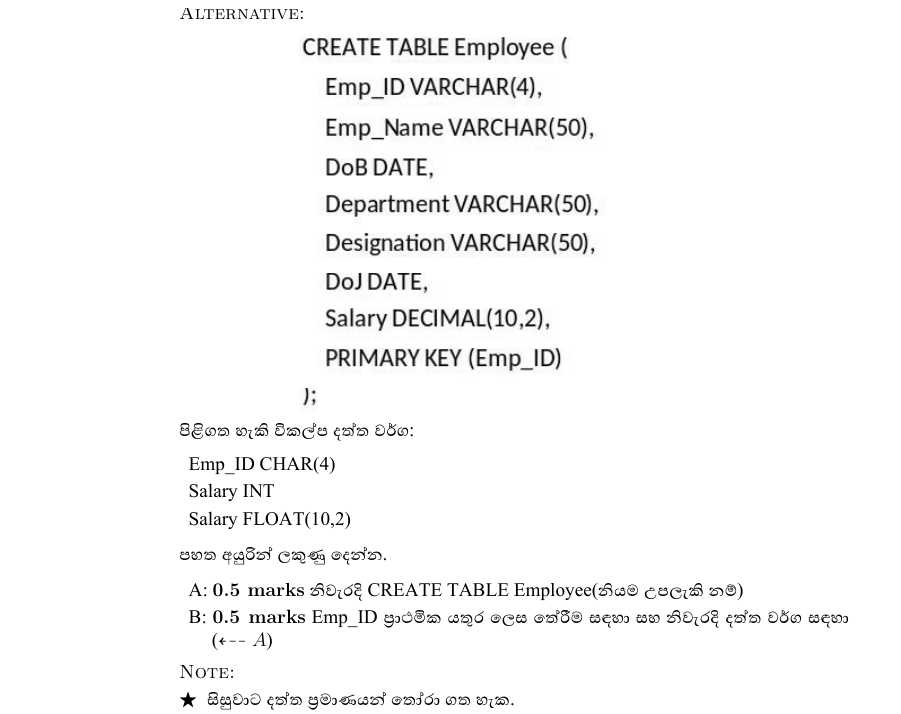 ALTERNATIVE:
CREATE TABLE Employee (
Emp_ID VARCHAR(4),
Emp_Name VARCHAR(50),
DoB DATE,
Department VARCHAR(50),
Designation VARCHAR(50),
DoJ DATE,
Salary DECIMAL(10,2),
PRIMARY KEY (Emp_ID)
);
පිළිගත හැකි විකල්ප දත්ත වර්ග:
Emp_ID CHAR(4)
Salary INT
Salary FLOAT(10,2)
පහත අයුරින් ලකුණු දෙන්න.
A: 0.5 marks නිවැරදි CREATE TABLE Employee(නියම උපලැකි නම්)
B: 0.5 marks Emp_ID ප්‍රාථමික යතුර ලෙස තේරීම සඳහා සහ නිවැරදි දත්ත වර්ග සඳහා
(←-- A)
NOTE:
★ සිසුවාට දත්ත ප්‍රමාණයන් තෝරා ගත හැක.